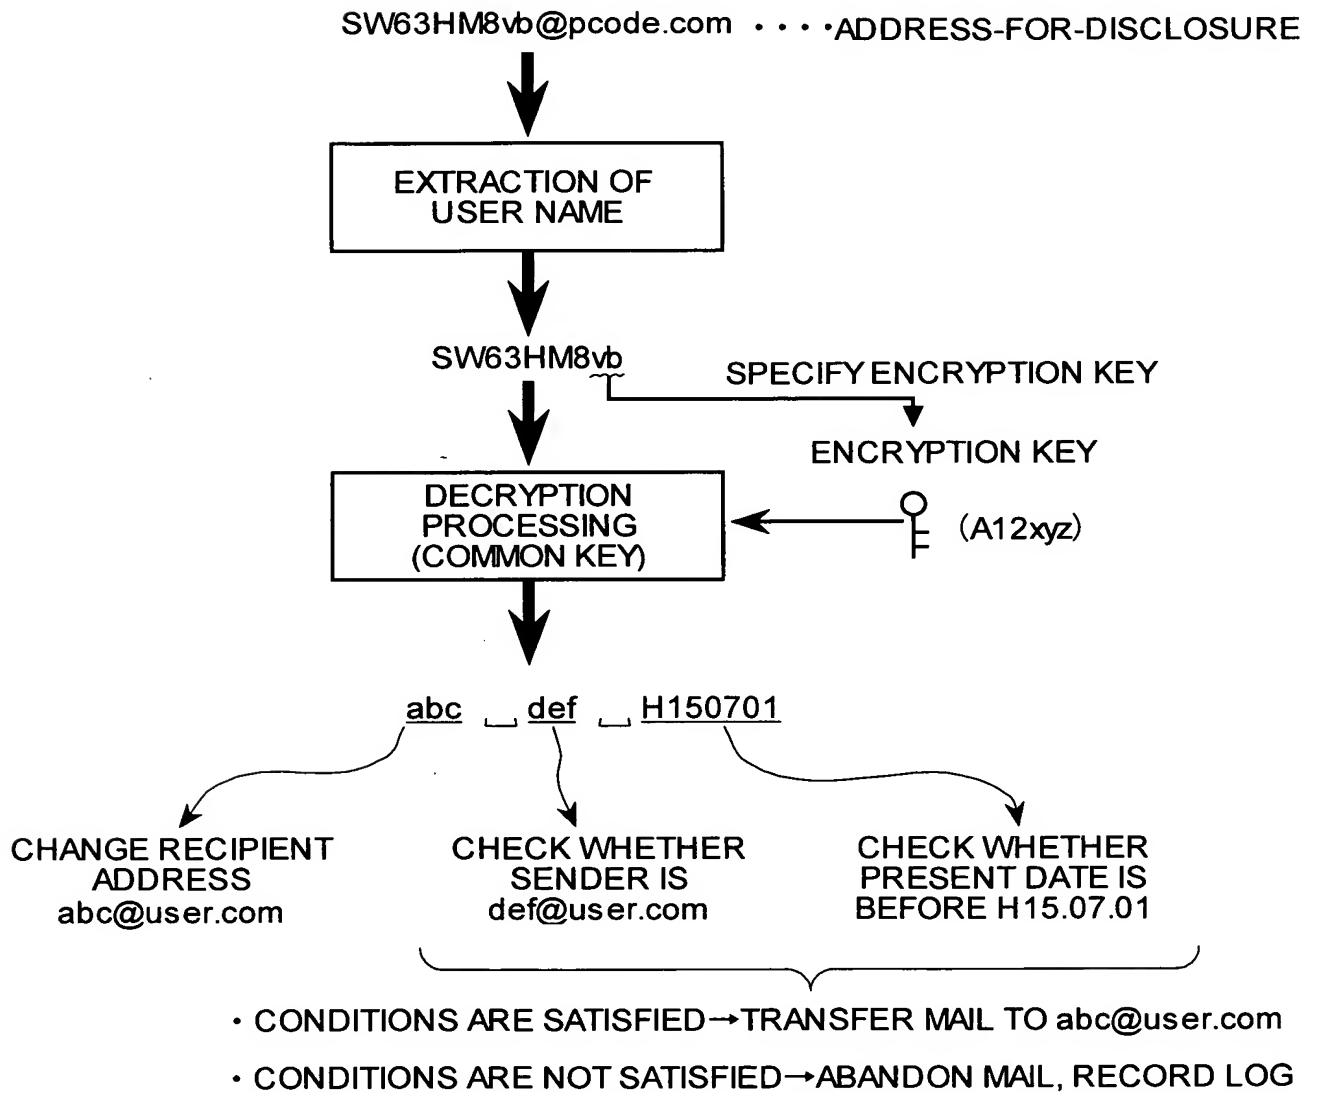 SW63HM8vb@pcode.com ････ADDRESS-FOR-DISCLOSURE
EXTRACTION OF
USER NAME
SW63HM8vb
SPECIFY ENCRYPTION KEY
ENCRYPTION KEY
DECRYPTION
PROCESSING
(COMMON KEY)
(A12xyz)
abc ␣ def ␣ H150701
CHANGE RECIPIENT
ADDRESS
abc@user.com
CHECK WHETHER
SENDER IS
def@user.com
CHECK WHETHER
PRESENT DATE IS
BEFORE H15.07.01
・CONDITIONS ARE SATISFIED→TRANSFER MAIL TO abc@user.com
・CONDITIONS ARE NOT SATISFIED→ABANDON MAIL, RECORD LOG